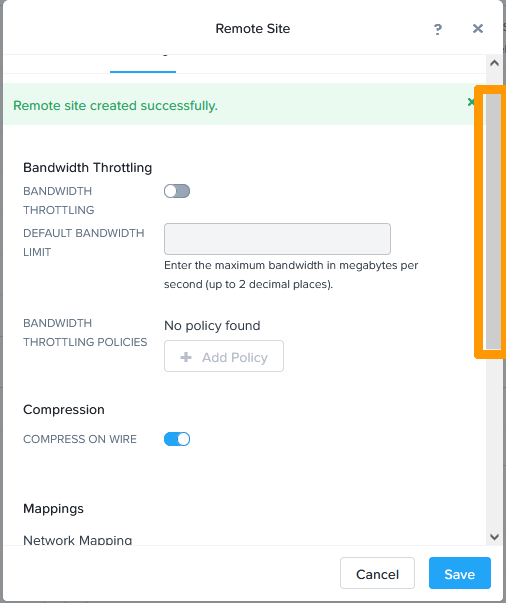 Remote Site
?
Remote site created successfully.
Bandwidth Throttling
BANDWIDTH
THROTTLING
DEFAULT BANDWIDTH
LIMIT
Enter the maximum bandwidth in megabytes per
second (up to 2 decimal places).
BANDWIDTH
THROTTLING POLICIES
No policy found
Add Policy
Compression
COMPRESS ON WIRE
Mappings
Network Mapping
Cancel
Save